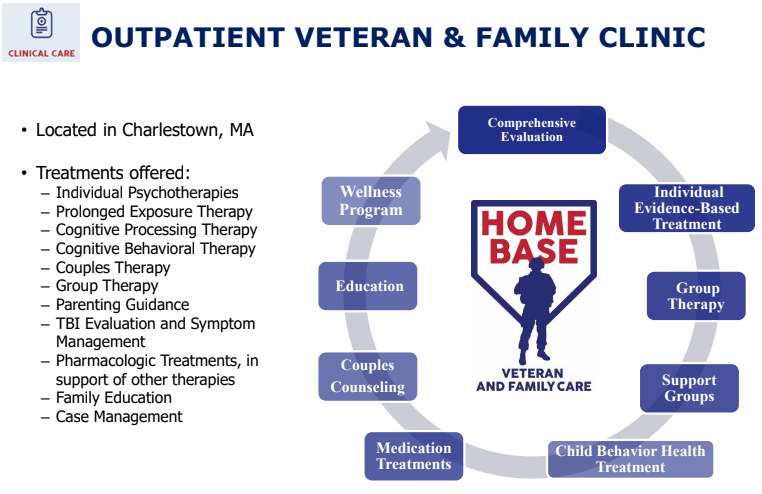 CLINICAL CARE
OUTPATIENT VETERAN & FAMILY CLINIC
• Located in Charlestown, MA
• Treatments offered:
– Individual Psychotherapies
– Prolonged Exposure Therapy
– Cognitive Processing Therapy
– Cognitive Behavioral Therapy
– Couples Therapy
– Group Therapy
– Parenting Guidance
– TBI Evaluation and Symptom
Management
– Pharmacologic Treatments, in
support of other therapies
– Family Education
– Case Management
Comprehensive
Evaluation
Individual
Evidence-Based
Treatment
Group
Therapy
Support
Groups
Child Behavior Health
Treatment
Medication
Treatments
Couples
Counseling
Education
Wellness
Program
HOME
BASE
VETERAN
AND FAMILY CARE